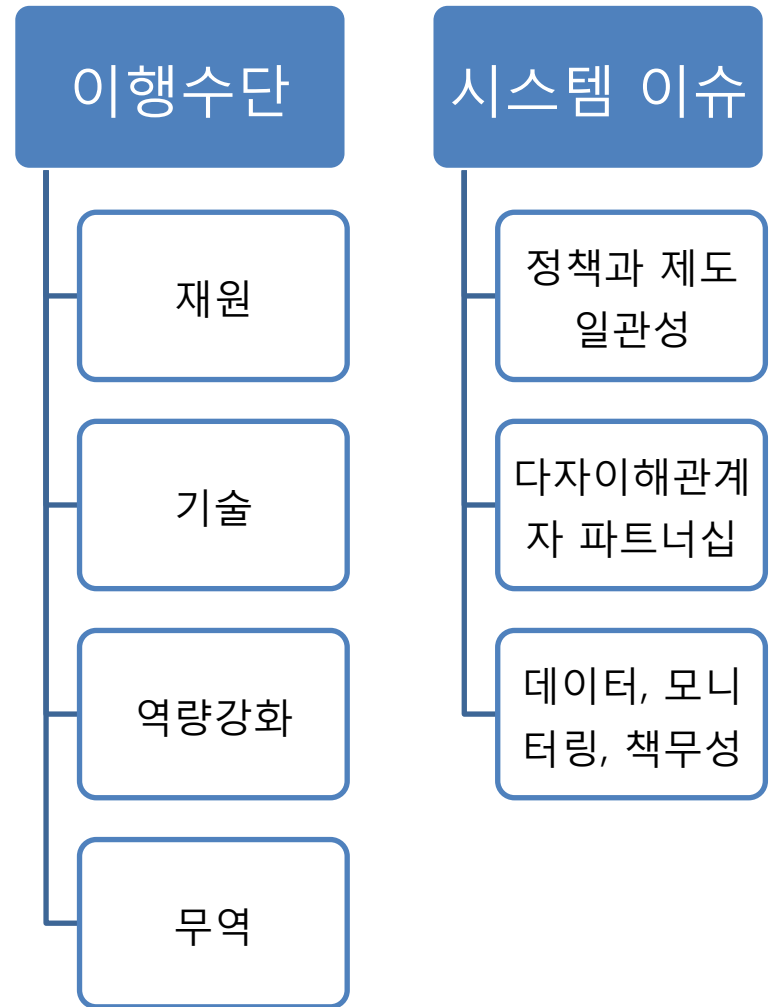 이행수단
재원
기술
역량강화
무역
시스템 이슈
정책과 제도
일관성
다자이해관계
자 파트너십
데이터, 모니
터링, 책무성